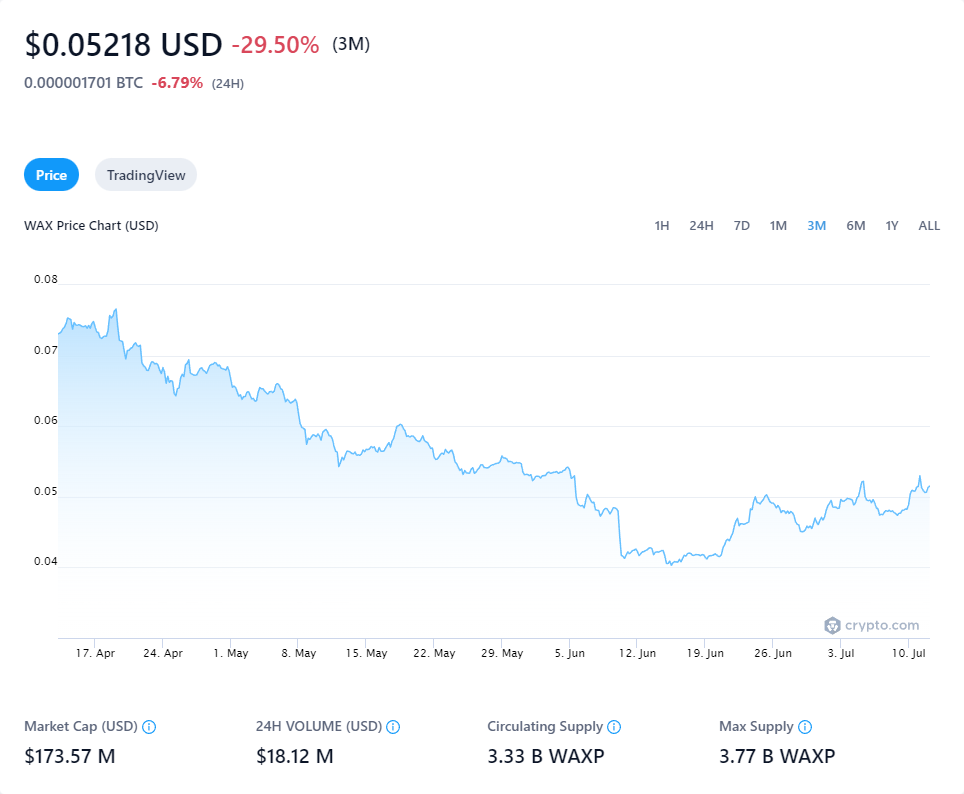 $0.05218 USD -29.50% (3M)
0.000001701 BTC -6.79% (24H)
Price TradingView
WAX Price Chart (USD) 1H 24H 7D 1M 3M 6M 1Y ALL
0.08
0.07
0.06
0.05
0.04
crypto.com
17. Apr 24. Apr 1. May 8. May 15. May 22. May 29. May 5. Jun 12. Jun 19. Jun 26. Jun 3. Jul 10. Jul
Market Cap (USD) 24H VOLUME (USD) Circulating Supply Max Supply
$173.57 M $18.12 M 3.33 B WAXP 3.77 B WAXP